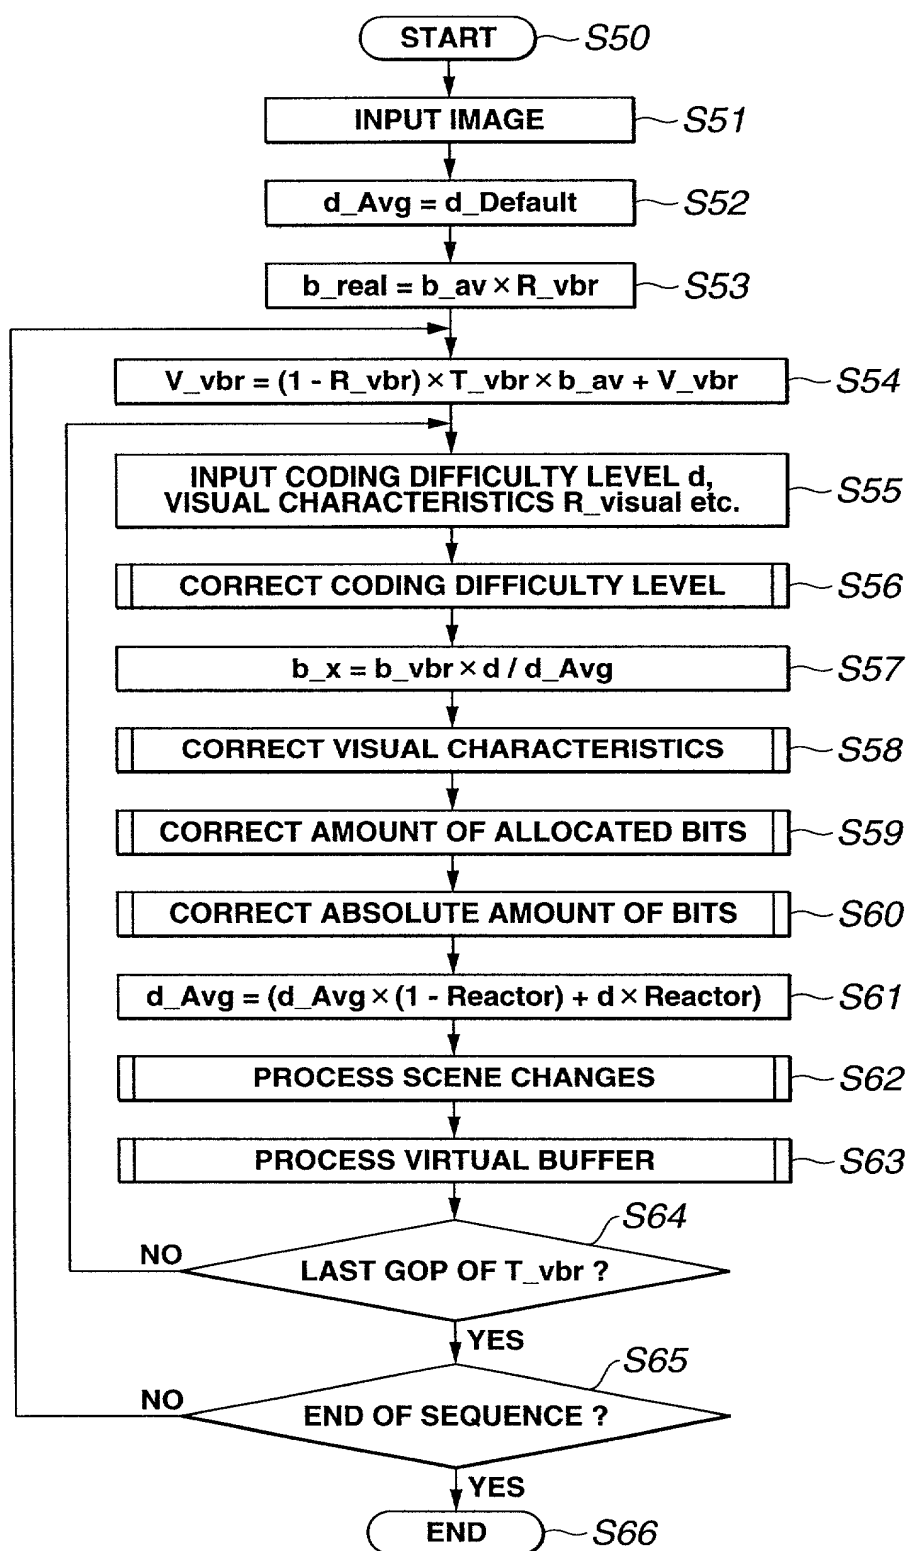 START S50
INPUT IMAGE S51
d_Avg = d_Default S52
b_real = b_av × R_vbr S53
V_vbr = (1 - R_vbr) × T_vbr × b_av + V_vbr S54
INPUT CODING DIFFICULTY LEVEL d,
VISUAL CHARACTERISTICS R_visual etc. S55
CORRECT CODING DIFFICULTY LEVEL S56
b_x = b_vbr × d / d_Avg S57
CORRECT VISUAL CHARACTERISTICS S58
CORRECT AMOUNT OF ALLOCATED BITS S59
CORRECT ABSOLUTE AMOUNT OF BITS S60
d_Avg = (d_Avg × (1 - Reactor) + d × Reactor) S61
PROCESS SCENE CHANGES S62
PROCESS VIRTUAL BUFFER S63
S64
NO
LAST GOP OF T_vbr ?
YES
S65
NO
END OF SEQUENCE ?
YES
END S66